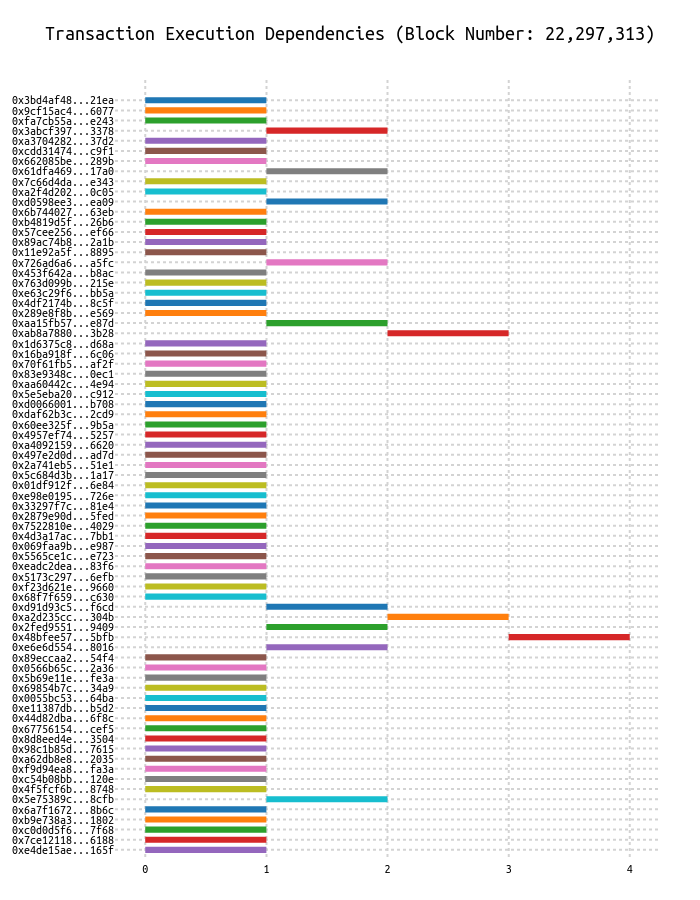 Transaction Execution Dependencies (Block Number: 22,297,313)
0x3bd4af48...21ea
0x9cf15ac4...6077
0xfa7cb55a...e243
0x3abcf397...3378
0xa3704282...37d2
0xcdd31474...c9f1
0x662085be...289b
0x61dfa469...17a0
0x7c66d4da...e343
0xa2f4d202...0c05
0xd0598ee3...ea09
0x6b744027...63eb
0xb4819d5f...26b6
0x57cee256...ef66
0x89ac74b8...2a1b
0x11e92a5f...8895
0x726ad6a6...a5fc
0x453f642a...b8ac
0x763d099b...215e
0xe63c29f6...bb5a
0x4df2174b...8c5f
0x289e8f8b...e569
0xaa15fb57...e87d
0xab8a7880...3b28
0x1d6375c8...d68a
0x16ba918f...6c06
0x70f61fb5...af2f
0x83e9348c...0ec1
0xaa60442c...4e94
0x5e5eba20...c912
0xd0066001...b708
0xdaf62b3c...2cd9
0x60ee325f...9b5a
0x4957ef74...5257
0xa4092159...6620
0x497e2d0d...ad7d
0x2a741eb5...51e1
0x5c684d3b...1a17
0x01df912f...6e84
0xe98e0195...726e
0x33297f7c...81e4
0x2879e90d...5fed
0x7522810e...4029
0x4d3a17ac...7bb1
0x069faa9b...e987
0x5565ce1c...e723
0xeadc2dea...83f6
0x5173c297...6efb
0xf23d621e...9660
0x68f7f659...c630
0xd91d93c5...f6cd
0xa2d235cc...304b
0x2fed9551...9409
0x48bfee57...5bfb
0xe6e6d554...8016
0x89eccaa2...54f4
0x0566b65c...2a36
0x5b69e11e...fe3a
0x69854b7c...34a9
0x0055bc53...64ba
0xe11387db...b5d2
0x44d82dba...6f8c
0x67756154...cef5
0x8d8eed4e...3504
0x98c1b85d...7615
0xa62db8e8...2035
0xf9d94ea8...fa3a
0xc54b08bb...120e
0x4f5fcf6b...8748
0x5e75389c...8cfb
0x6a7f1672...8b6c
0xb9e738a3...1802
0xc0d0d5f6...7f68
0x7ce12118...6188
0xe4de15ae...165f
0 1 2 3 4